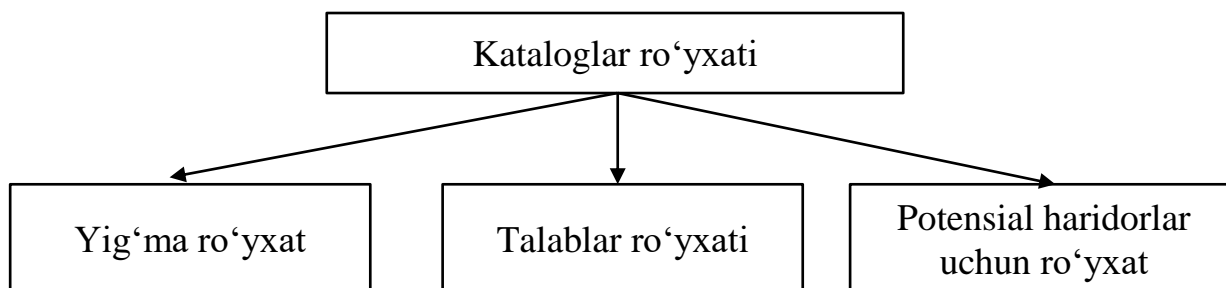 Kataloglar ro‘yxati
Yig‘ma ro‘yxat
Talablar ro‘yxati
Potensial haridorlar
uchun ro‘yxat